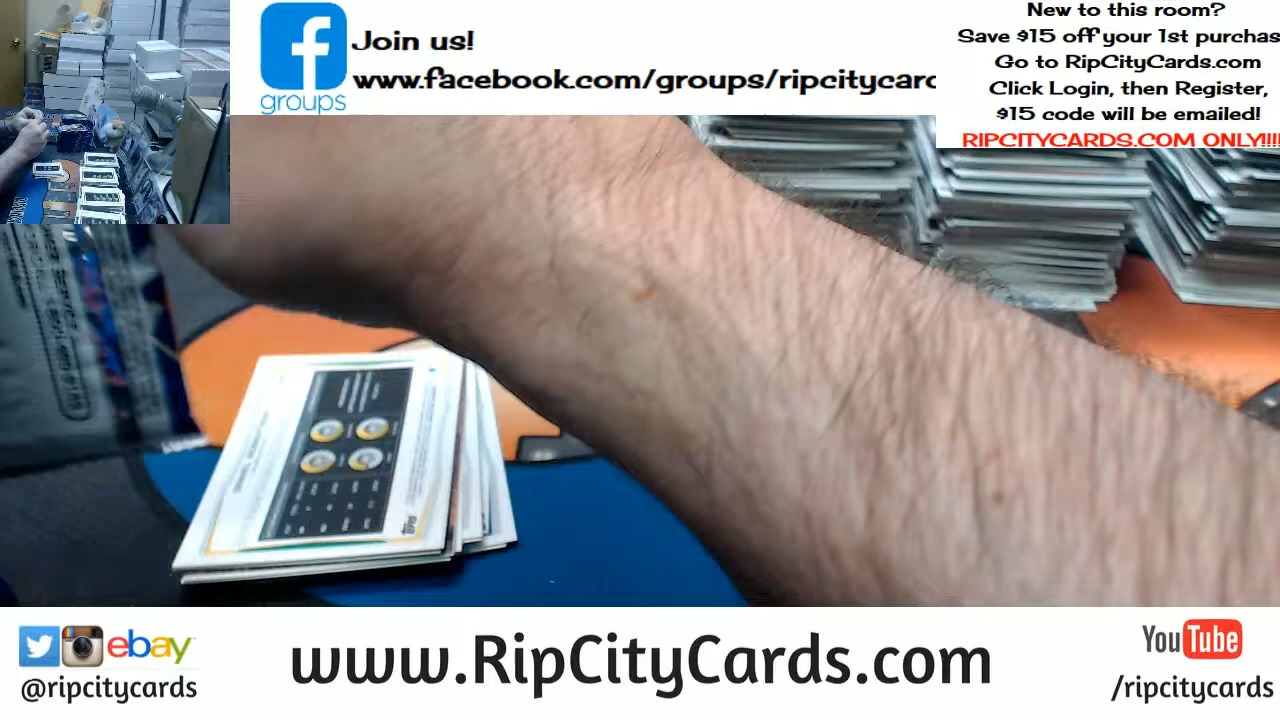 Join us!
www.facebook.com/groups/ripcitycarc
groups
New to this room?
Save $15 off your 1st purchas
Go to RipCityCards.com
Click Login, then Register,
$15 code will be emailed!
RIPCITYCARDS.COM ONLY!!!!
ebay
@ripcitycards
www.RipCityCards.com
YouTube
/ripcitycards